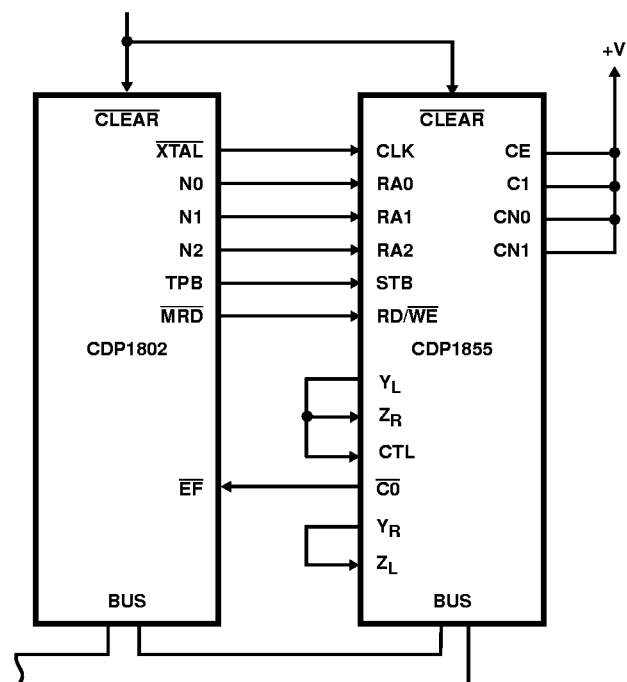 +V
CLEAR
CLEAR
XTAL
CLK
CE
N0
RA0
C1
N1
RA1
CN0
N2
RA2
CN1
TPB
STB
MRD
RD/WE
CDP1802
CDP1855
YL
ZR
CTL
EF
C0
YR
ZL
BUS
BUS